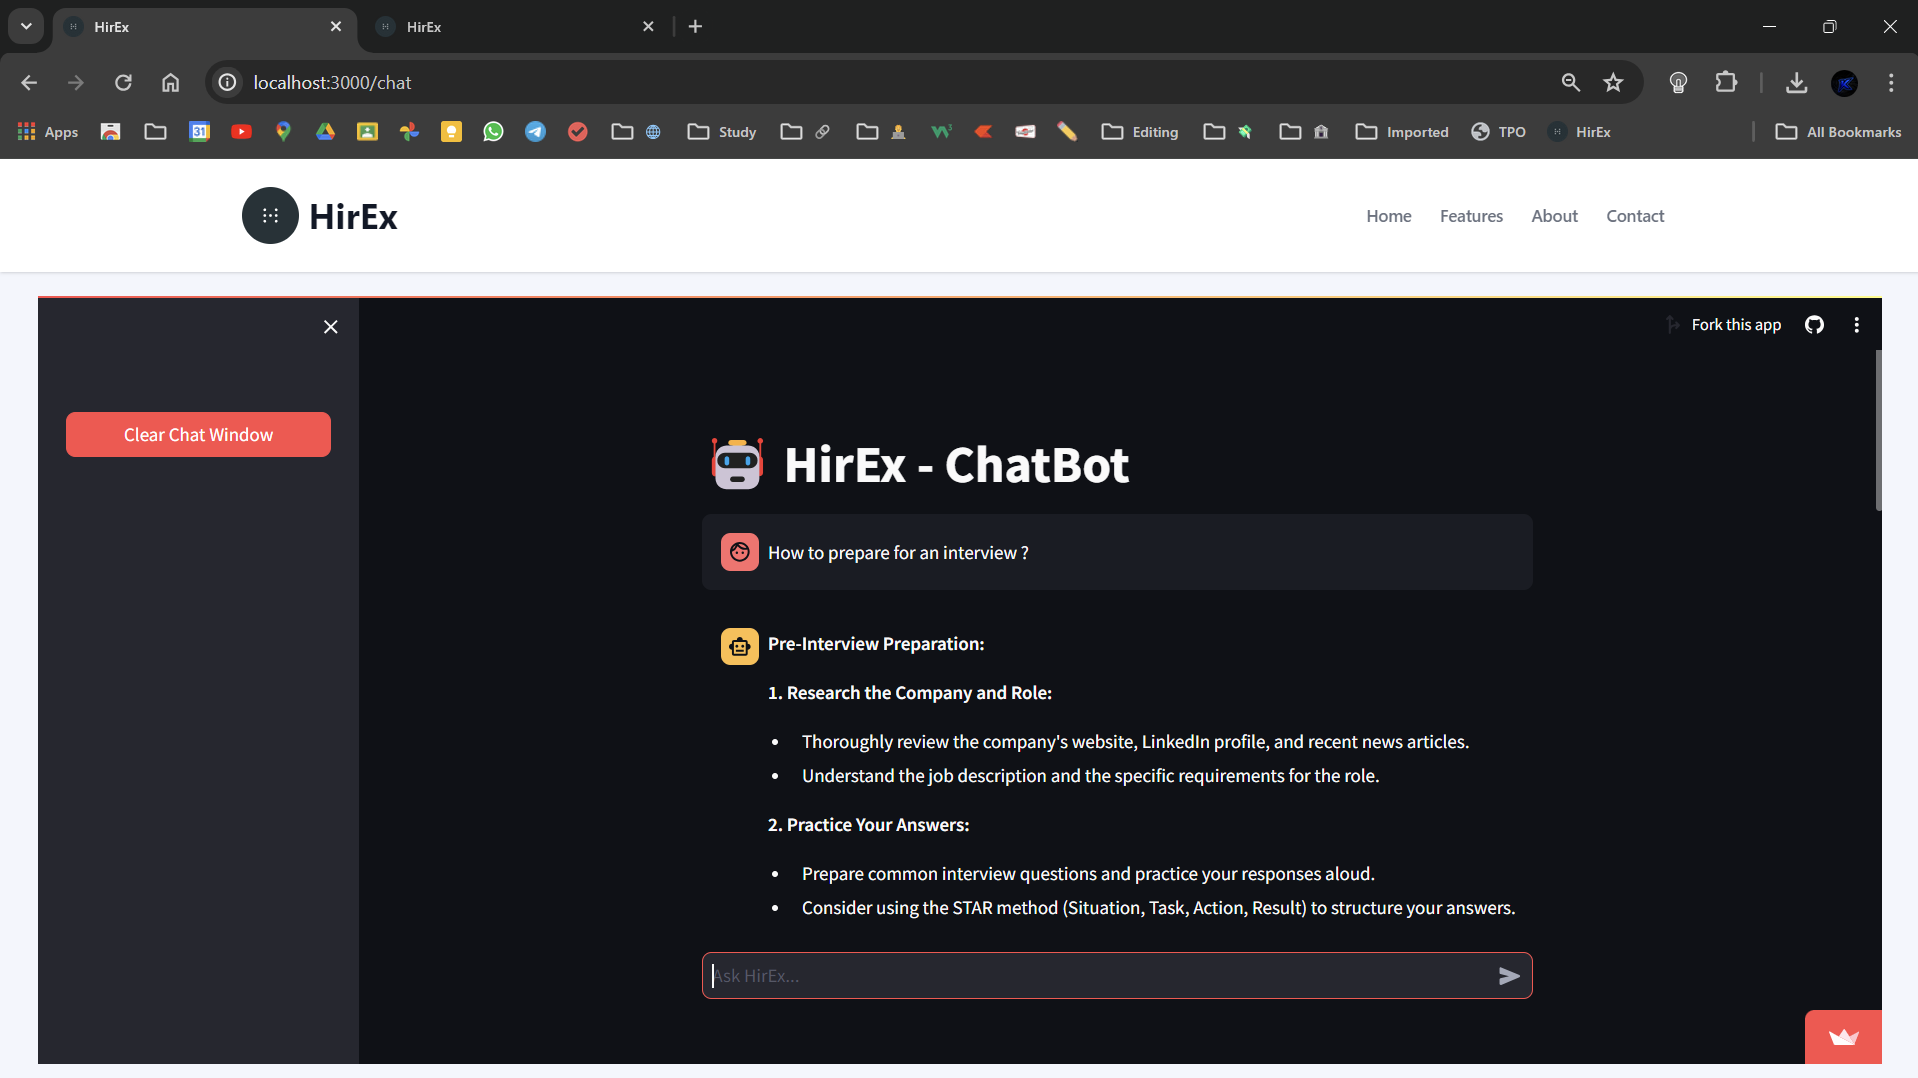 HirEx
HirEx
localhost:3000/chat
Apps
31
Study
Editing
Imported
TPO
HirEx
All Bookmarks
HirEx
Home
Features
About
Contact
Fork this app
Clear Chat Window
HirEx - ChatBot
How to prepare for an interview ?
Pre-Interview Preparation:
1. Research the Company and Role:
• Thoroughly review the company's website, LinkedIn profile, and recent news articles.
• Understand the job description and the specific requirements for the role.
2. Practice Your Answers:
• Prepare common interview questions and practice your responses aloud.
• Consider using the STAR method (Situation, Task, Action, Result) to structure your answers.
Ask HirEx...